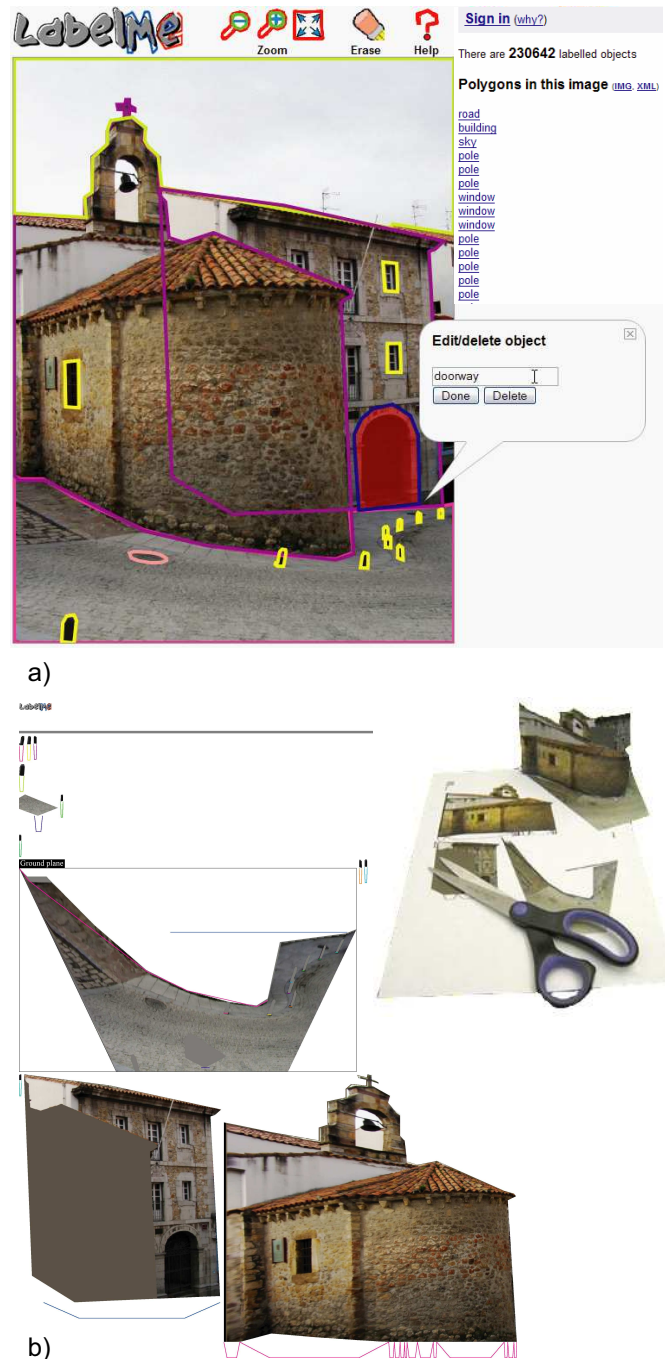 LabelMe
Zoom
Erase
Help
Sign in (why?)
There are 230642 labelled objects
Polygons in this image (IMG, XML)
road
building
sky
pole
pole
pole
window
window
window
pole
pole
pole
pole
pole
Edit/delete object
doorway
Done Delete
a)
LabelMe
Ground plane
b)